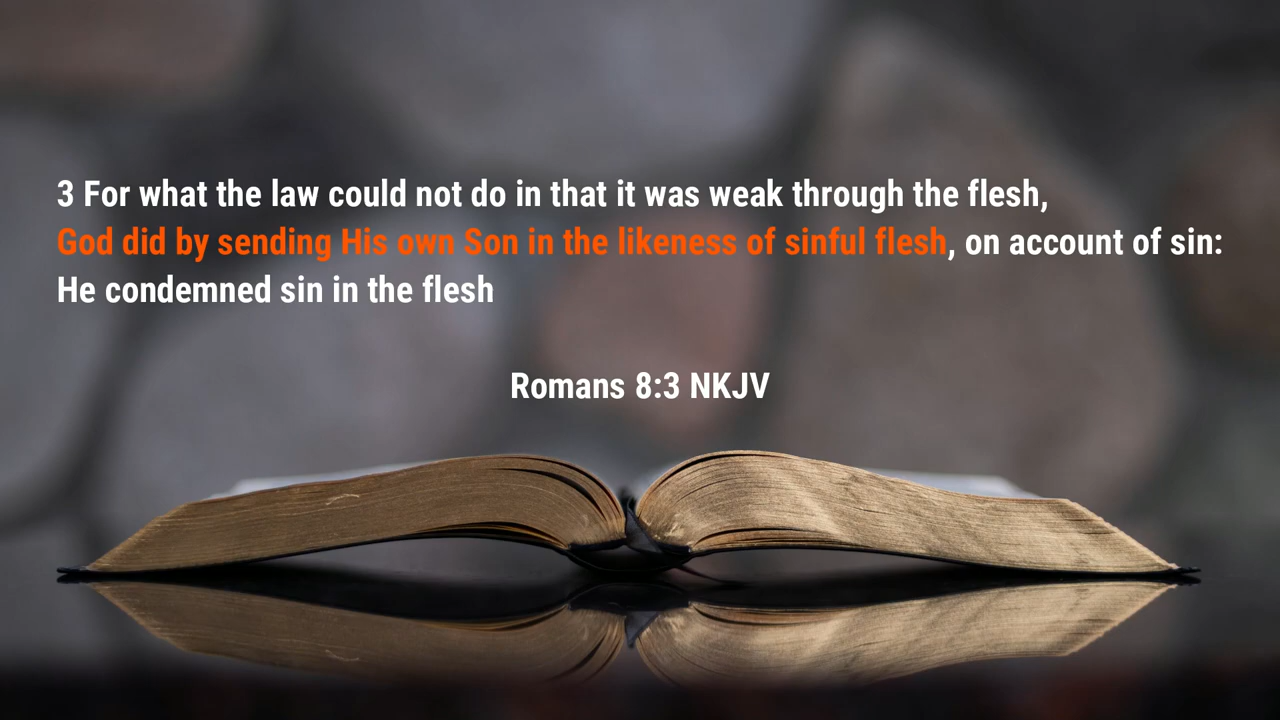 3 For what the law could not do in that it was weak through the flesh,
God did by sending His own Son in the likeness of sinful flesh, on account of sin:
He condemned sin in the flesh
Romans 8:3 NKJV